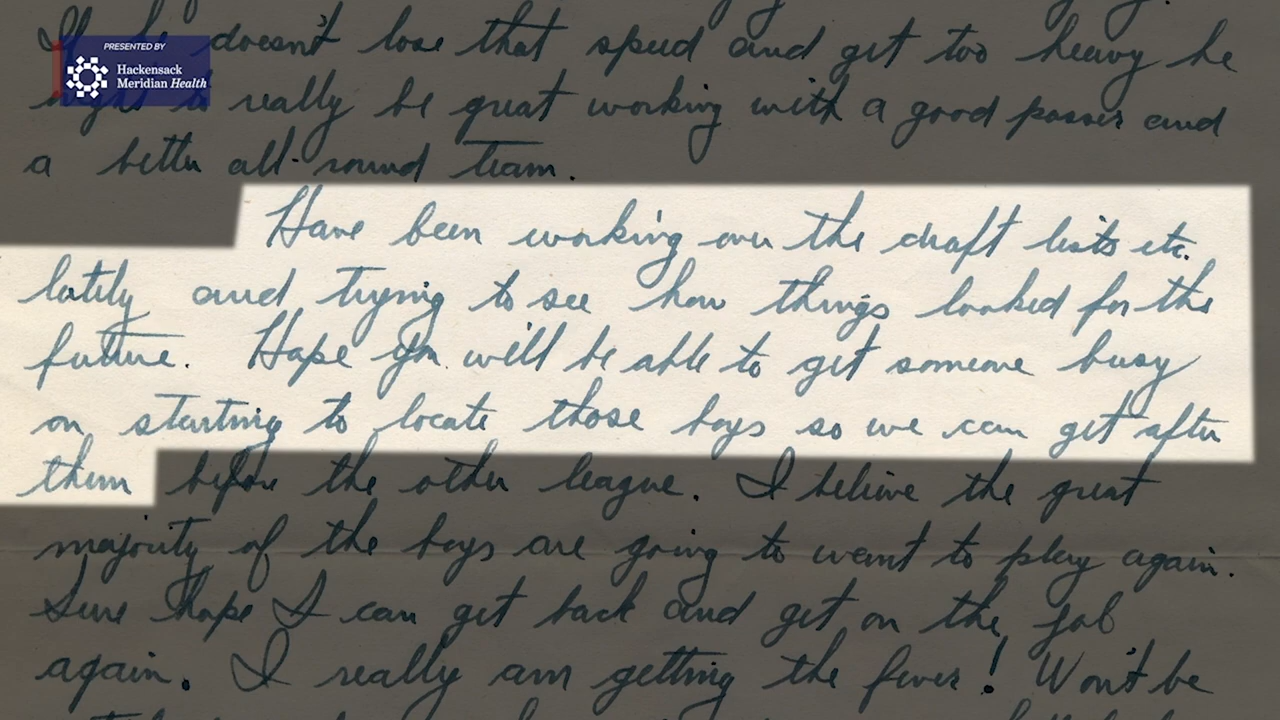 PRESENTED BY
Hackensack
Meridian Health
If he doesn't lose that speed and get too heavy he
might really be great working with a good passer and
a better all-round team.
Have been working over the draft lists etc.
lately and trying to see how things looked for the
future. Hope you will be able to get someone busy
on starting to locate those boys so we can get after
them before the other league. I believe the great
majority of the boys are going to want to play again.
Sure hope I can get back and get on the job
again. I really am getting the fever! Won't be